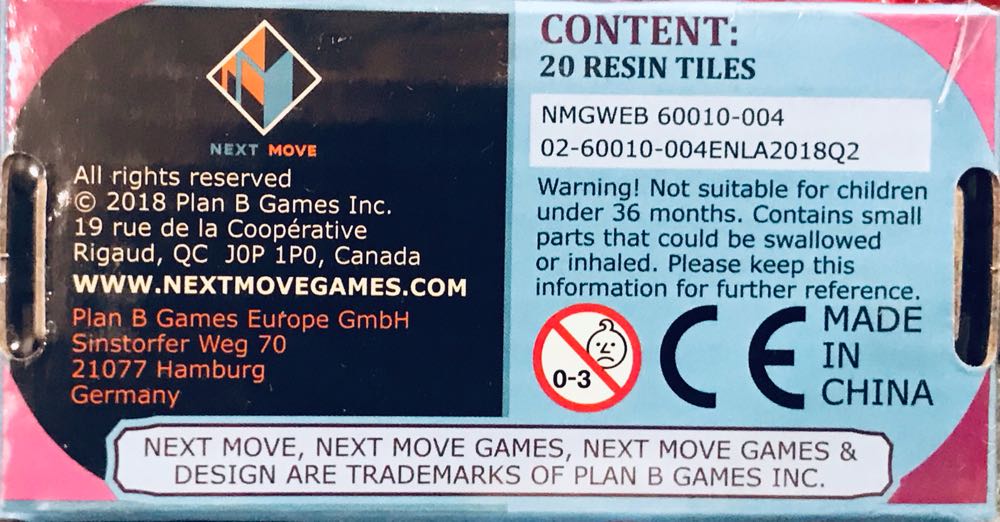 NEXT MOVE
All rights reserved
© 2018 Plan B Games Inc.
19 rue de la Coopérative
Rigaud, QC J0P 1P0, Canada
WWW.NEXTMOVEGAMES.COM
Plan B Games Europe GmbH
Sinstorfer Weg 70
21077 Hamburg
Germany
CONTENT:
20 RESIN TILES
NMGWEB 60010-004
02-60010-004ENLA2018Q2
Warning! Not suitable for children
under 36 months. Contains small
parts that could be swallowed
or inhaled. Please keep this
information for further reference.
0-3
CE
MADE
IN
CHINA
NEXT MOVE, NEXT MOVE GAMES, NEXT MOVE GAMES &
DESIGN ARE TRADEMARKS OF PLAN B GAMES INC.